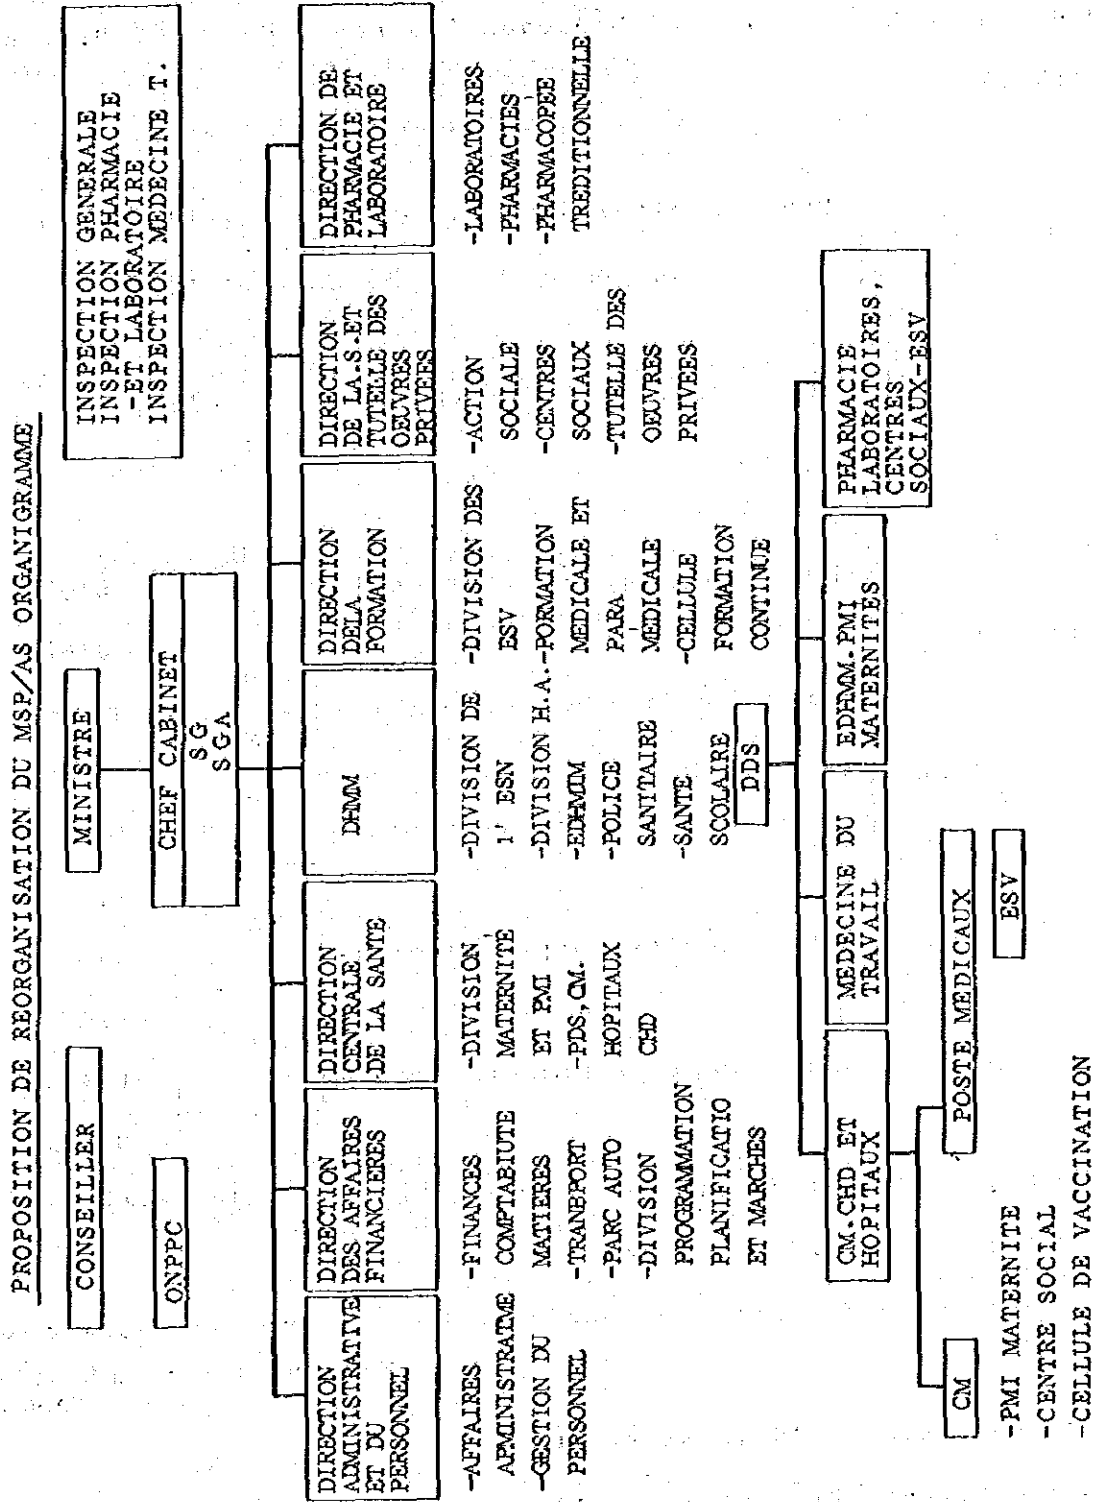 PROPOSITION DE REORGANISATION DU MSP/AS ORGANIGRAMME
CONSEILLER
ONPPC
MINISTRE
CHEF CABINET
SG
SGA
INSPECTION GENERALE
INSPECTION PHARMACIE
-ET LABORATOIRE
INSPECTION MEDECINE T.
DIRECTION
ADMINISTRATIVE
ET DU
PERSONNEL
DIRECTION
DES AFFAIRES
FINANCIERES
DIRECTION
CENTRALE
DE LA SANTE
DHMM
DIRECTION
DELA
FORMATION
DIRECTION
DE LA.S.ET
TUTELLE DES
OEUVRES
PRIVEES
DIRECTION DE
PHARMACIE ET
LABORATOIRE
-AFFAIRES
APMINISTRATME
-GESTION DU
PERSONNEL
-FINANCES
COMPTABIUTE
MATIERES
-TRANBPORT
-PARC AUTO
-DIVISION
PROGRAMMATION
PLANIFICATIO
ET MARCHES
-DIVISION
MATERNITE
ET PMI
-PDS,CM.
HOPITAUX
CHD
-DIVISION DE
1' ESN
-DIVISION H.A.
-EDHMIM
-POLICE
SANITAIRE
-SANTE
SCOLAIRE
-DIVISION DES
ESV
-FORMATION
MEDICALE ET
PARA
MEDICALE
-CELLULE
FORMATION
CONTINUE
-ACTION
SOCIALE
-CENTRES
SOCIAUX
-TUTELLE DES
OEUVRES
PRIVEES
-LABORATOIRES
-PHARMACIES
-PHARMACOPEE
TREDITIONNELLE
DDS
CM.CHD ET
HOPITAUX
MEDECINE DU
TRAVAIL
EDHMM-PMI
MATERNITES
PHARMACIE
LABORATOIRES,
CENTRES
SOCIAUX-ESV
CM
POSTE MEDICAUX
-PMI MATERNITE
-CENTRE SOCIAL
-CELLULE DE VACCINATION
ESV